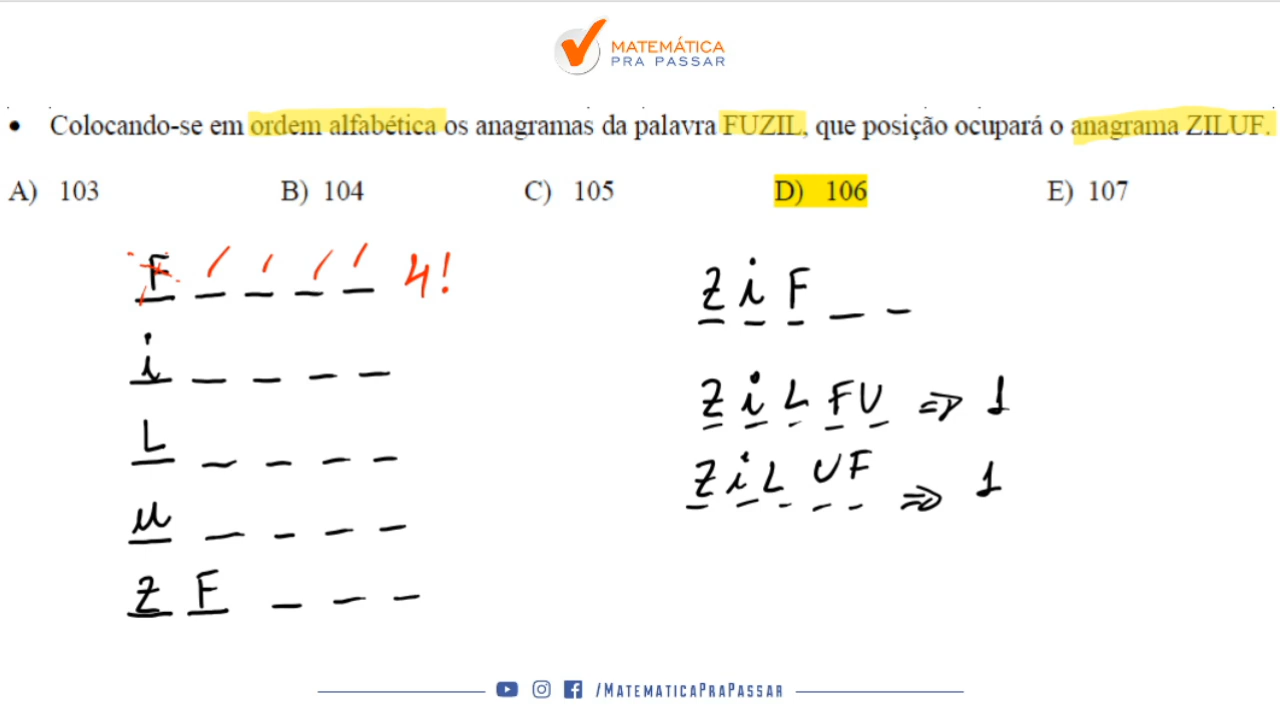 MATEMÁTICA
PRA PASSAR
• Colocando-se em ordem alfabética os anagramas da palavra FUZIL, que posição ocupará o anagrama ZILUF.
A) 103 B) 104 C) 105 D) 106 E) 107
F _ _ _ _ 4!
i _ _ _ _
L _ _ _ _
u _ _ _ _
Z F _ _ _
Z i F _ _
Z i L F U ⇒ 1
Z i L U F ⇒ 1
/MATEMATICAPRAPASSAR